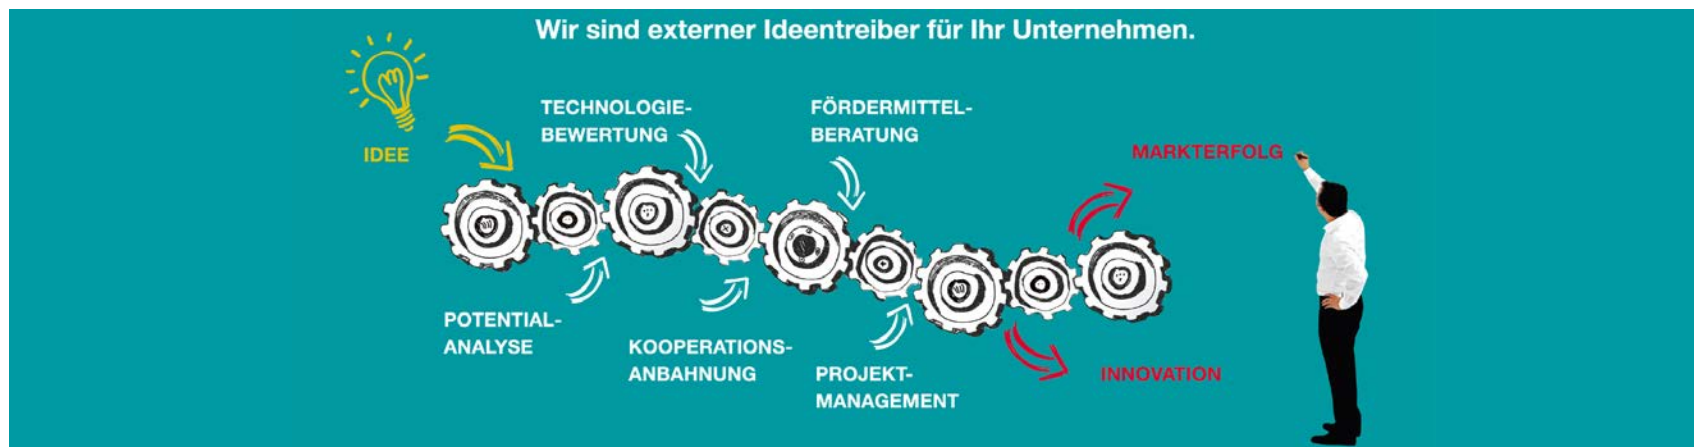 Wir sind externer Ideentreiber für Ihr Unternehmen.
IDEE
TECHNOLOGIE-
BEWERTUNG
FÖRDERMITTEL-
BERATUNG
MARKTERFOLG
POTENTIAL-
ANALYSE
KOOPERATIONS-
ANBAHNUNG
PROJEKT-
MANAGEMENT
INNOVATION